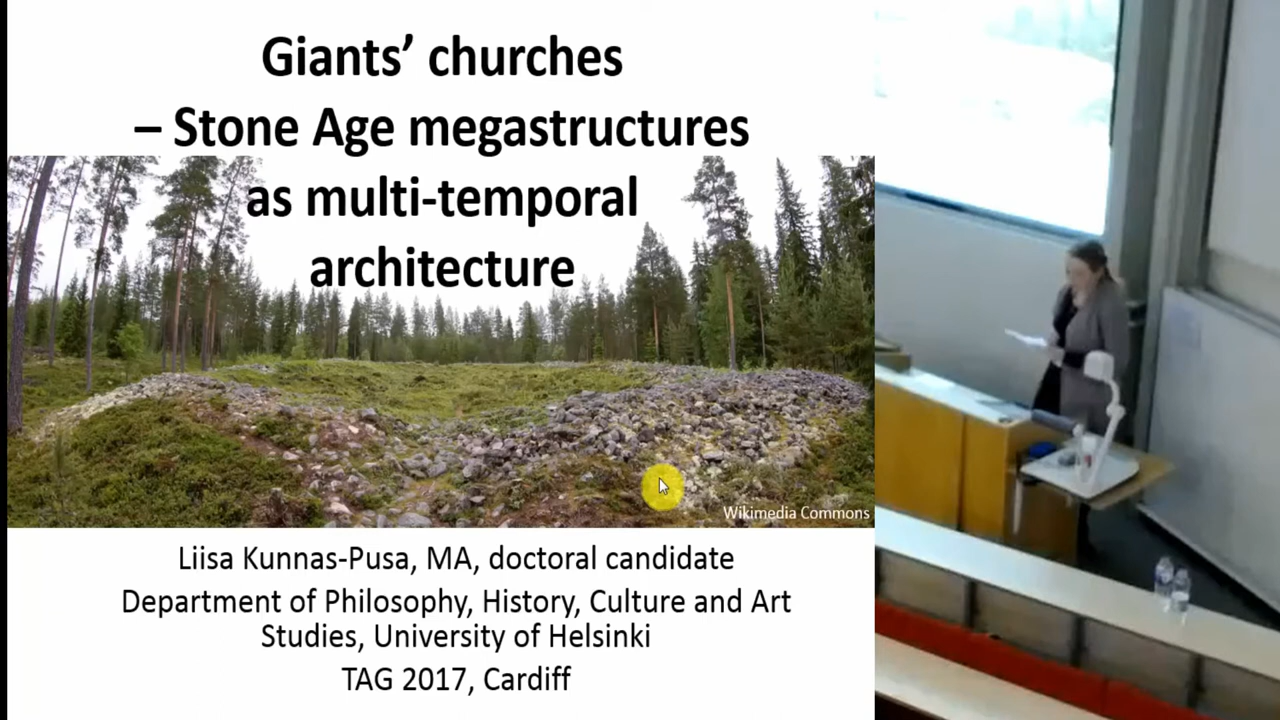 Giants’ churches
– Stone Age megastructures
as multi-temporal
architecture
Wikimedia Commons
Liisa Kunnas-Pusa, MA, doctoral candidate
Department of Philosophy, History, Culture and Art
Studies, University of Helsinki
TAG 2017, Cardiff